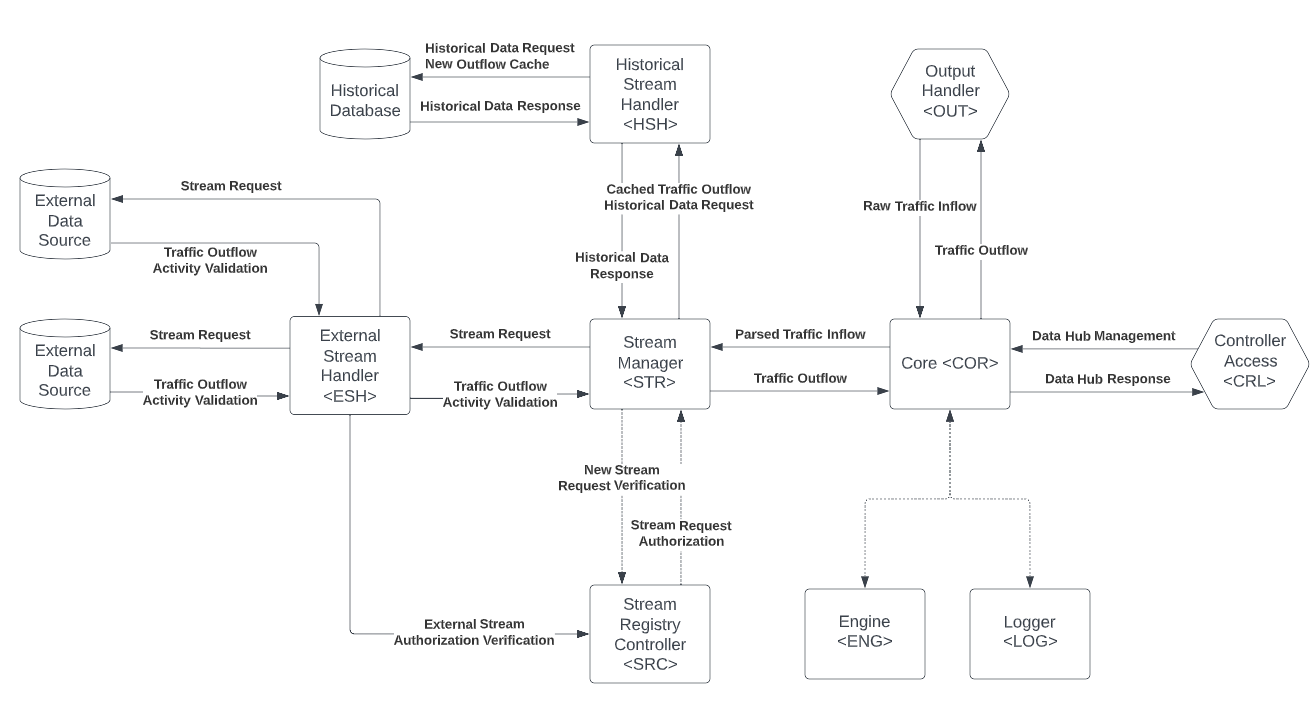 Historical Data Request
New Outflow Cache
Historical
Database
Historical Data Response
Historical
Stream
Handler
<HSH>
Output
Handler
<OUT>
Stream Request
External
Data
Source
Traffic Outflow
Activity Validation
Cached Traffic Outflow
Historical Data Request
Historical Data
Response
Raw Traffic Inflow
Traffic Outflow
External
Data
Source
Stream Request
Traffic Outflow
Activity Validation
External
Stream
Handler
<ESH>
Stream Request
Traffic Outflow
Activity Validation
Stream
Manager
<STR>
Parsed Traffic Inflow
Traffic Outflow
Core <COR>
Data Hub Management
Data Hub Response
Controller
Access
<CRL>
New Stream
Request Verification
Stream Request
Authorization
External Stream
Authorization Verification
Stream
Registry
Controller
<SRC>
Engine
<ENG>
Logger
<LOG>